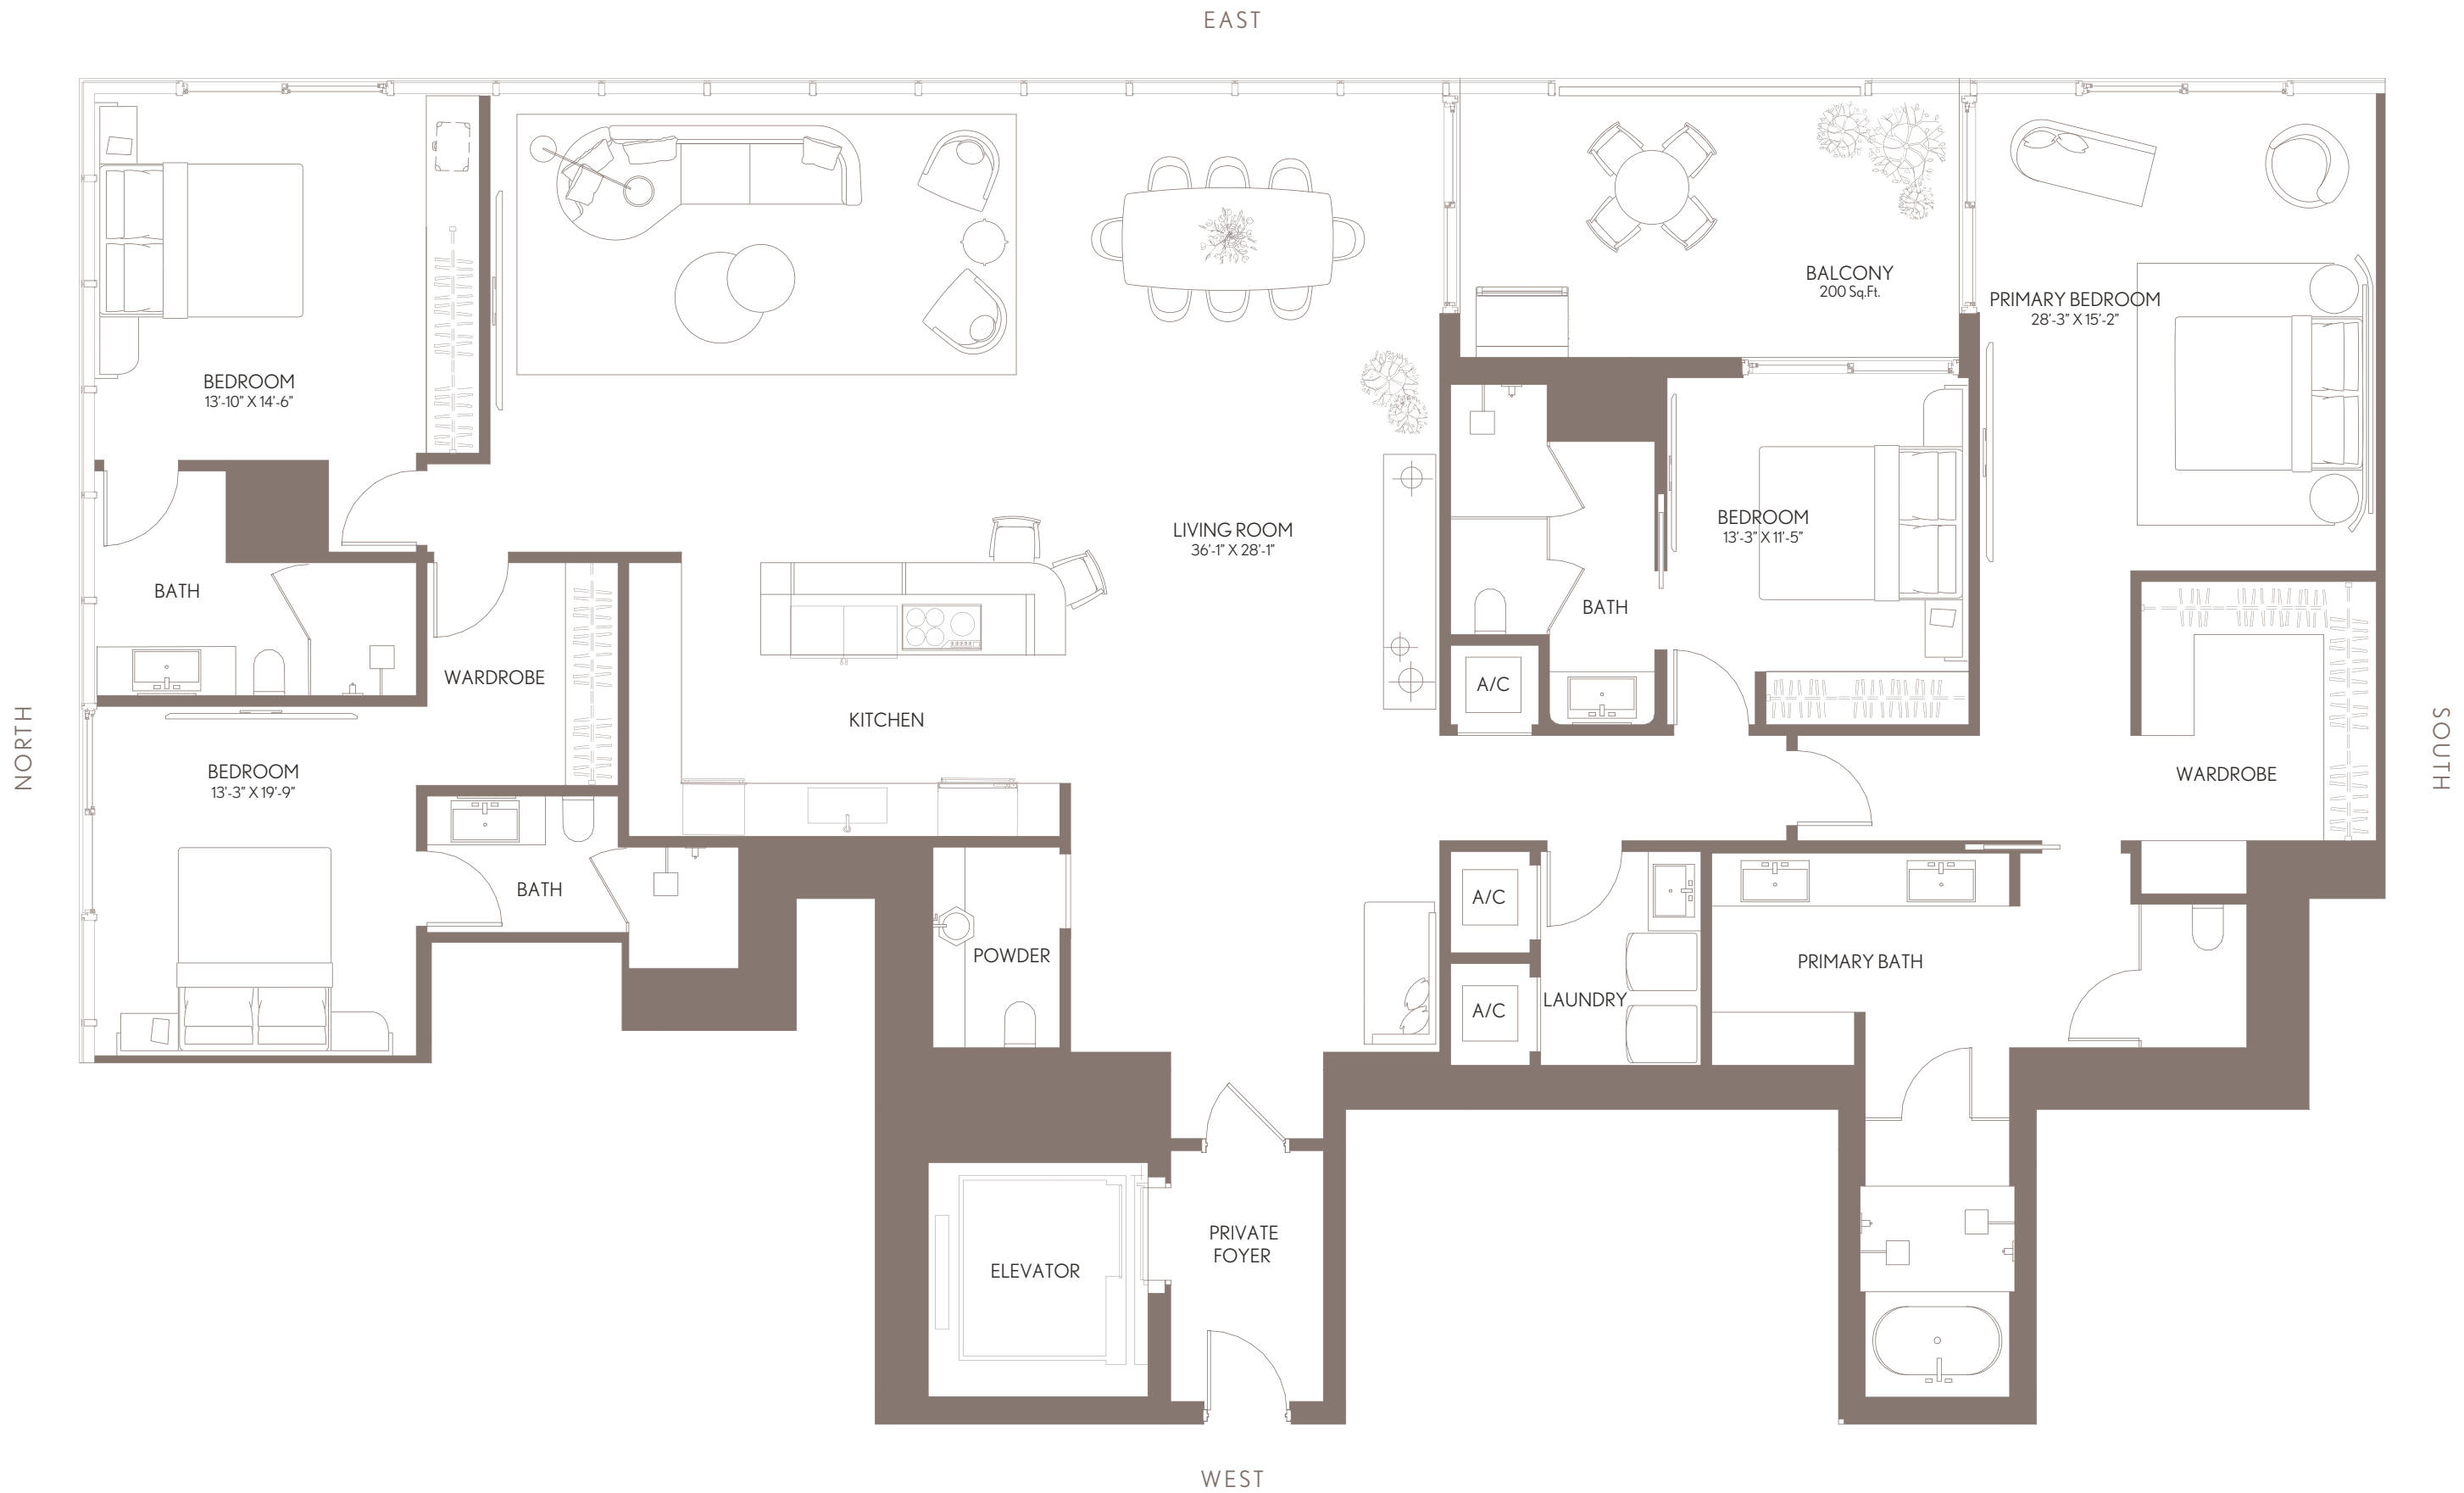 EAST
BALCONY
200 Sq.Ft.
PRIMARY BEDROOM
28'-3" X 15'-2"
BEDROOM
13'-10" X 14'-6"
LIVING ROOM
36'-1" X 28'-1"
BEDROOM
13'-3" X 11'-5"
BATH
BATH
WARDROBE
A/C
KITCHEN
NORTH
SOUTH
BEDROOM
13'-3" X 19'-9"
WARDROBE
BATH
A/C
POWDER
PRIMARY BATH
LAUNDRY
A/C
PRIVATE
FOYER
ELEVATOR
WEST